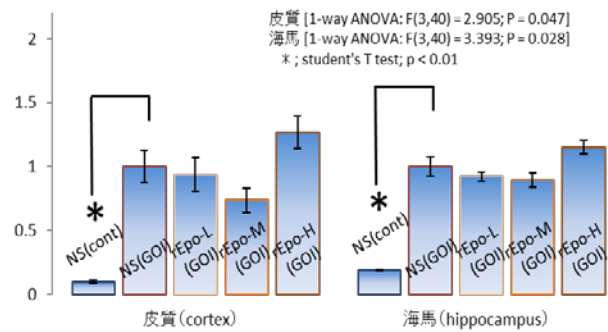 皮質 [1-way ANOVA: F(3,40) = 2.905; P = 0.047]
海馬 [1-way ANOVA: F(3,40) = 3.393; P = 0.028]
* ; student's T test; p < 0.01
2
1.5
1
0.5
0
*
NS(cont)
NS(GOI)
rEpo-L
(GOI)
rEpo-M
(GOI)
rEpo-H
(GOI)
*
NS(cont)
NS(GOI)
rEpo-L
(GOI)
rEpo-M
(GOI)
rEpo-H
(GOI)
皮質(cortex)
海馬(hippocampus)